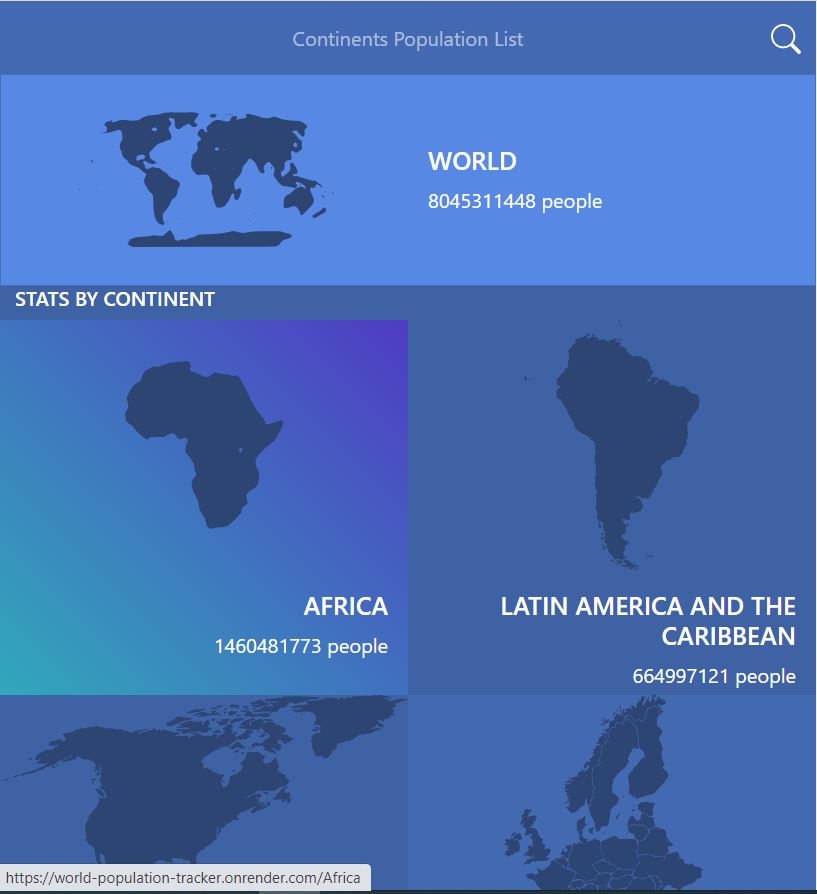 Continents Population List
WORLD
8045311448 people
STATS BY CONTINENT
AFRICA
1460481773 people
LATIN AMERICA AND THE
CARIBBEAN
664997121 people
https://world-population-tracker.onrender.com/Africa